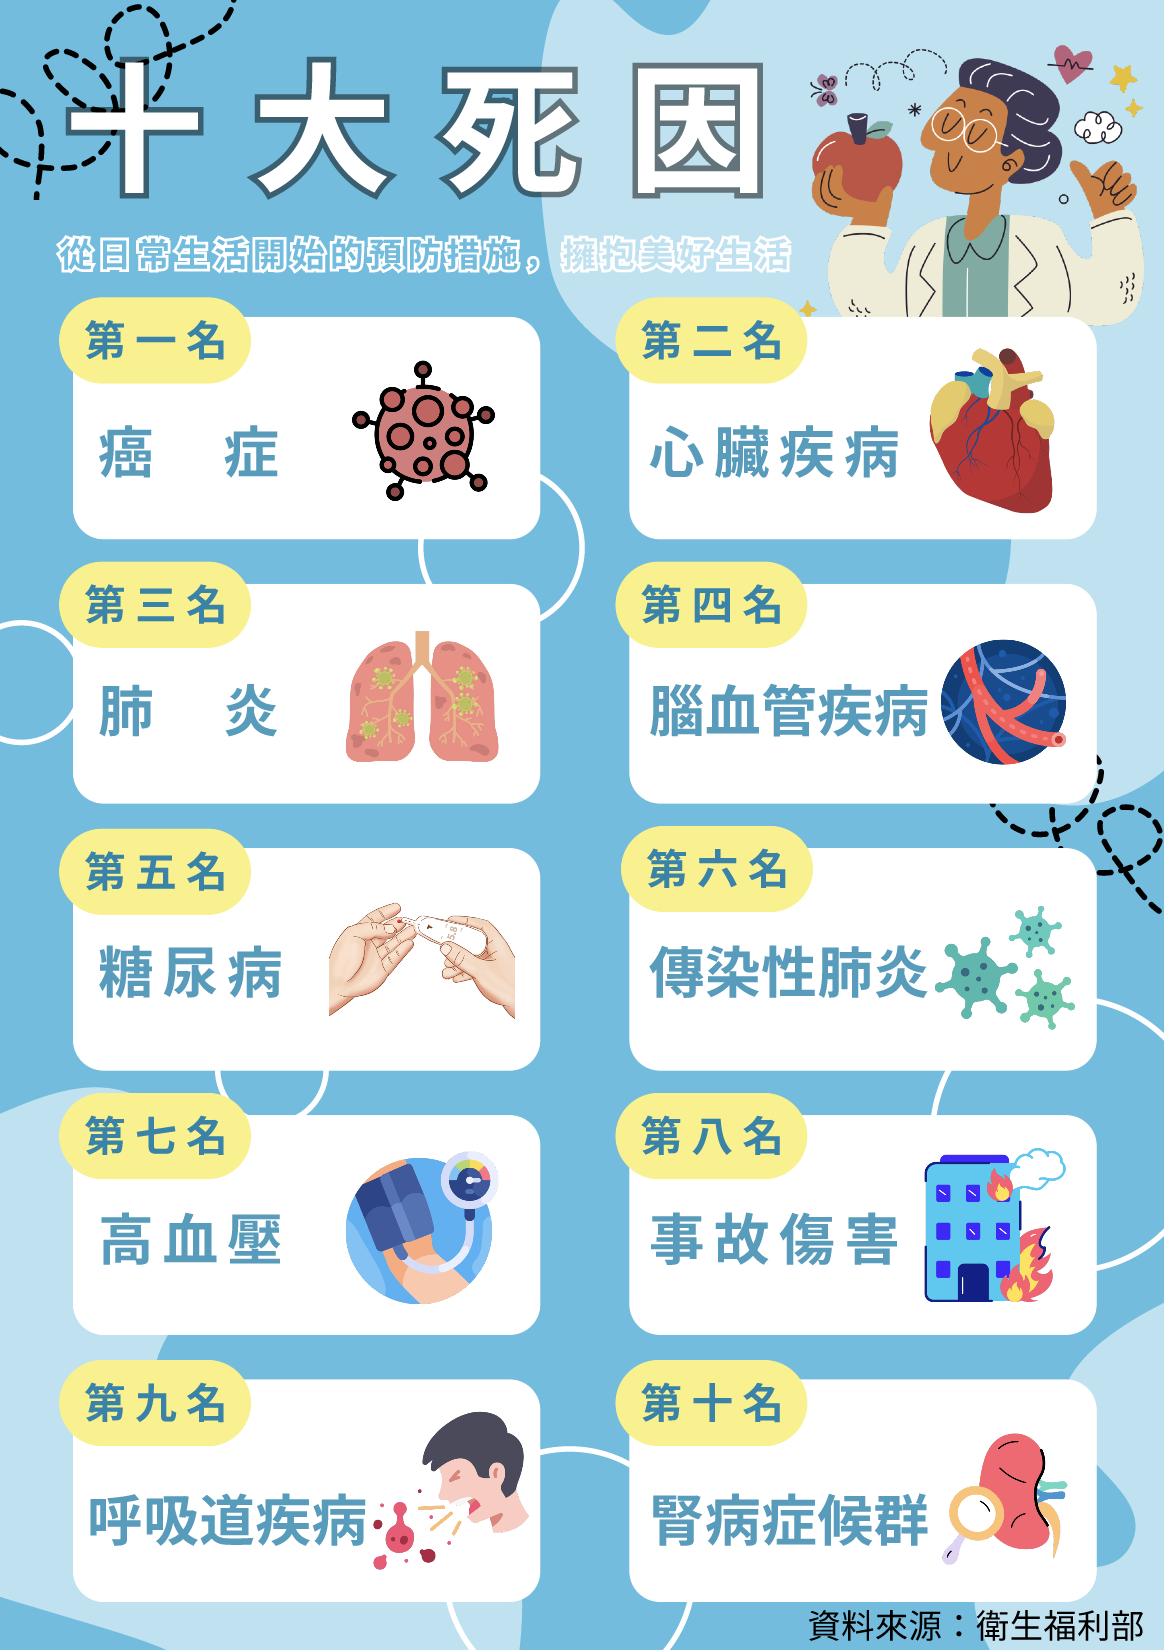 十大死因
從日常生活開始的預防措施，擁抱美好生活
第一名
癌 症
第二名
心臟疾病
第三名
肺 炎
第四名
腦血管疾病
第五名
糖尿病
5.8
第六名
傳染性肺炎
第七名
高血壓
第八名
事故傷害
第九名
呼吸道疾病
第十名
腎病症候群
資料來源：衛生福利部